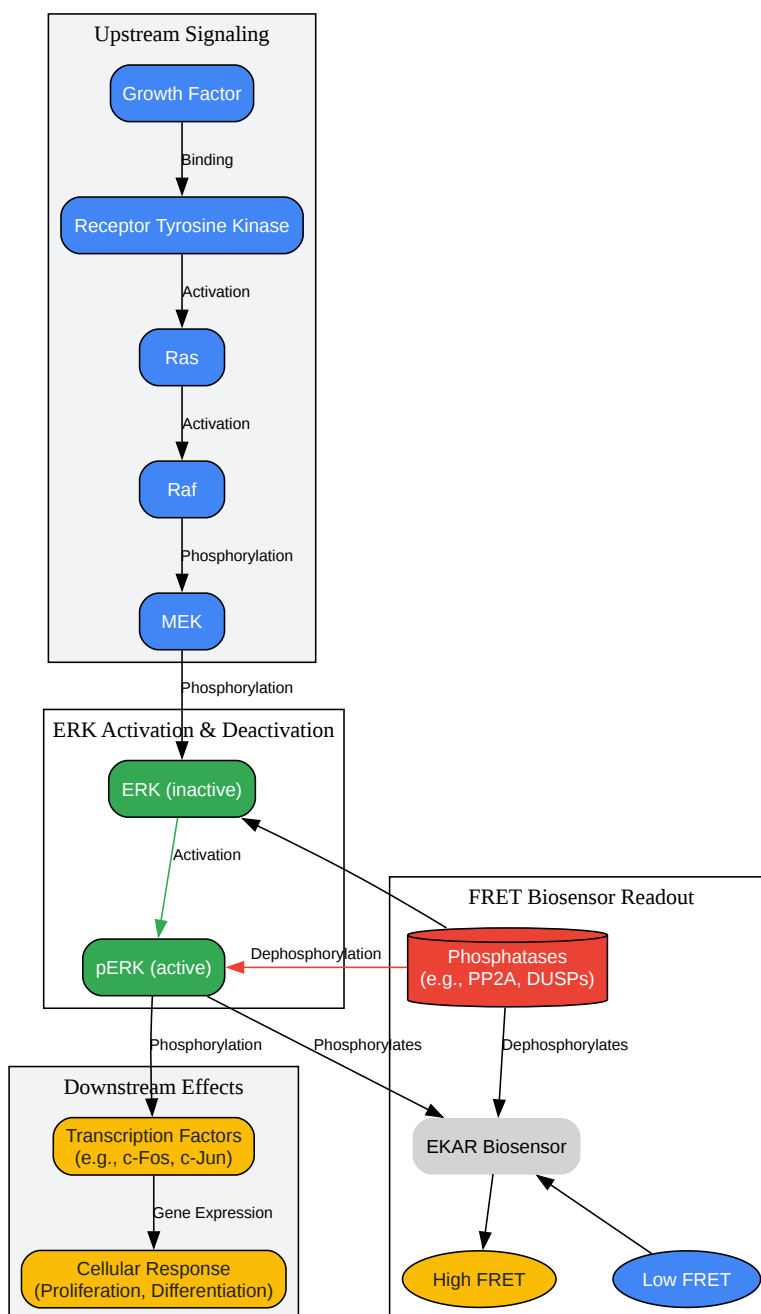 Upstream Signaling
Growth Factor
Binding
Receptor Tyrosine Kinase
Activation
Ras
Activation
Raf
Phosphorylation
MEK
Phosphorylation
ERK Activation & Deactivation
ERK (inactive)
Activation
pERK (active)
FRET Biosensor Readout
Phosphatases
(e.g., PP2A, DUSPs)
Dephosphorylation
Phosphorylation
Phosphorylates
Dephosphorylates
Downstream Effects
Transcription Factors
(e.g., c-Fos, c-Jun)
EKAR Biosensor
Gene Expression
Cellular Response
(Proliferation, Differentiation)
High FRET
Low FRET